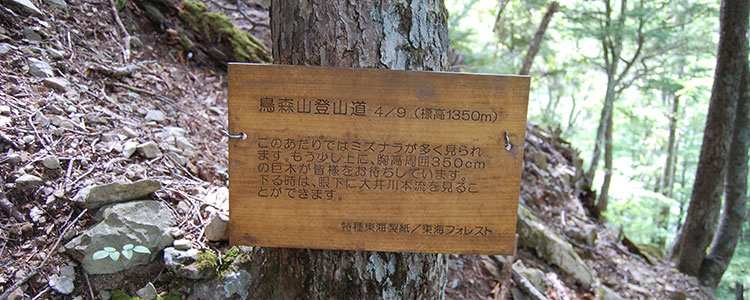 鳥森山登山道 4/9（標高1350m）
このあたりではミズナラが多く見られ
ます。もう少し上に、胸高周囲350cm
の巨木が皆様をお待ちしています。
下る時は、眼下に大井川本流を見るこ
とができます。
特種東海製紙／東海フォレスト